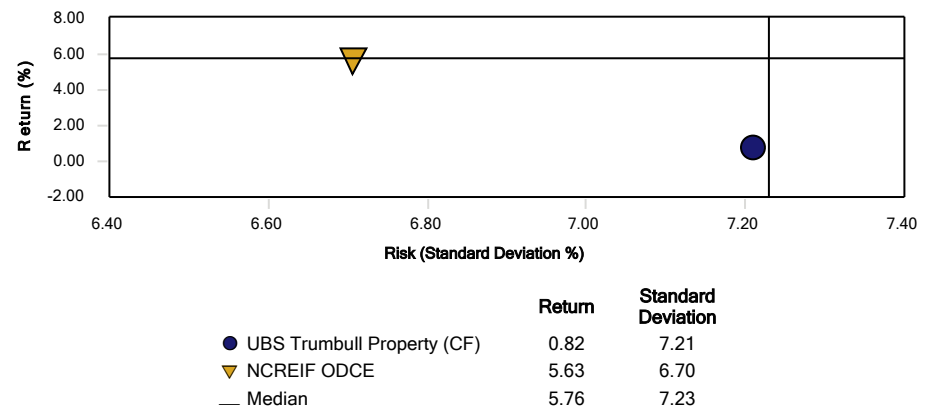 8.00
6.00
4.00
2.00
0.00
-2.00
Return (%)
6.40 6.60 6.80 7.00 7.20 7.40
Risk (Standard Deviation %)
Return Standard
Deviation
UBS Trumbull Property (CF) 0.82 7.21
NCREIF ODCE 5.63 6.70
Median 5.76 7.23